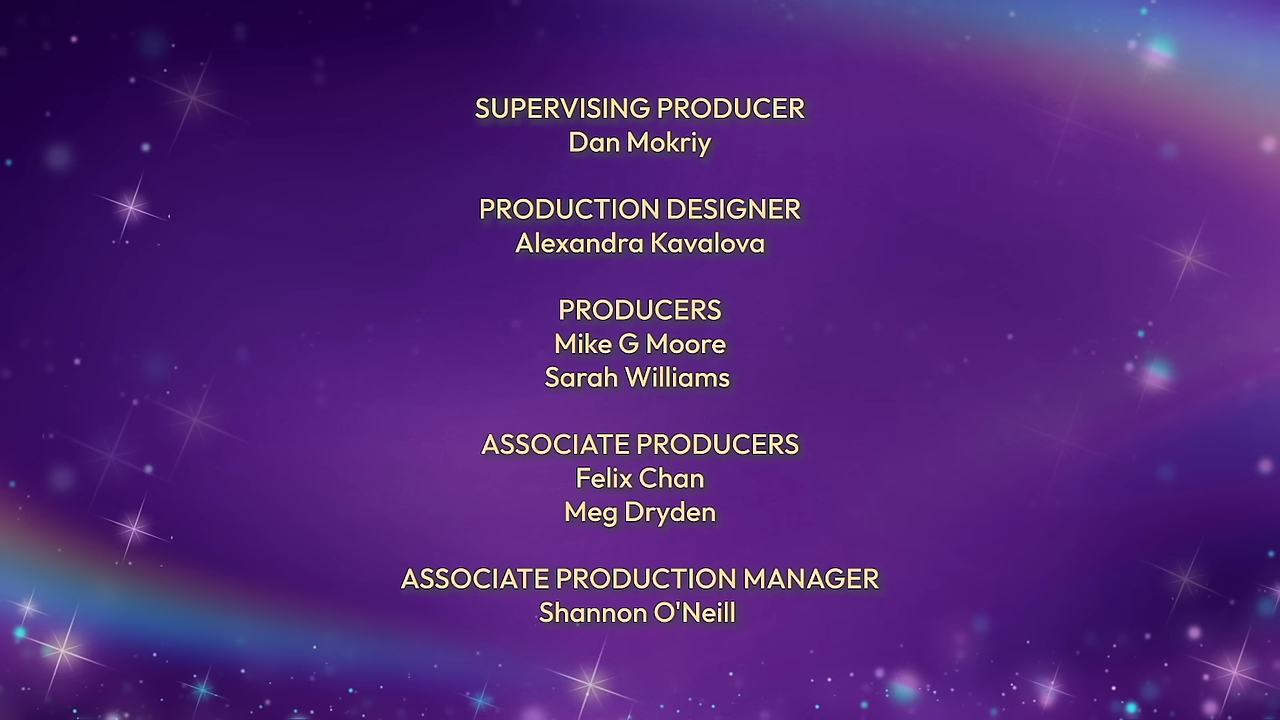 SUPERVISING PRODUCER
Dan Mokriy
PRODUCTION DESIGNER
Alexandra Kavalova
PRODUCERS
Mike G Moore
Sarah Williams
ASSOCIATE PRODUCERS
Felix Chan
Meg Dryden
ASSOCIATE PRODUCTION MANAGER
Shannon O'Neill